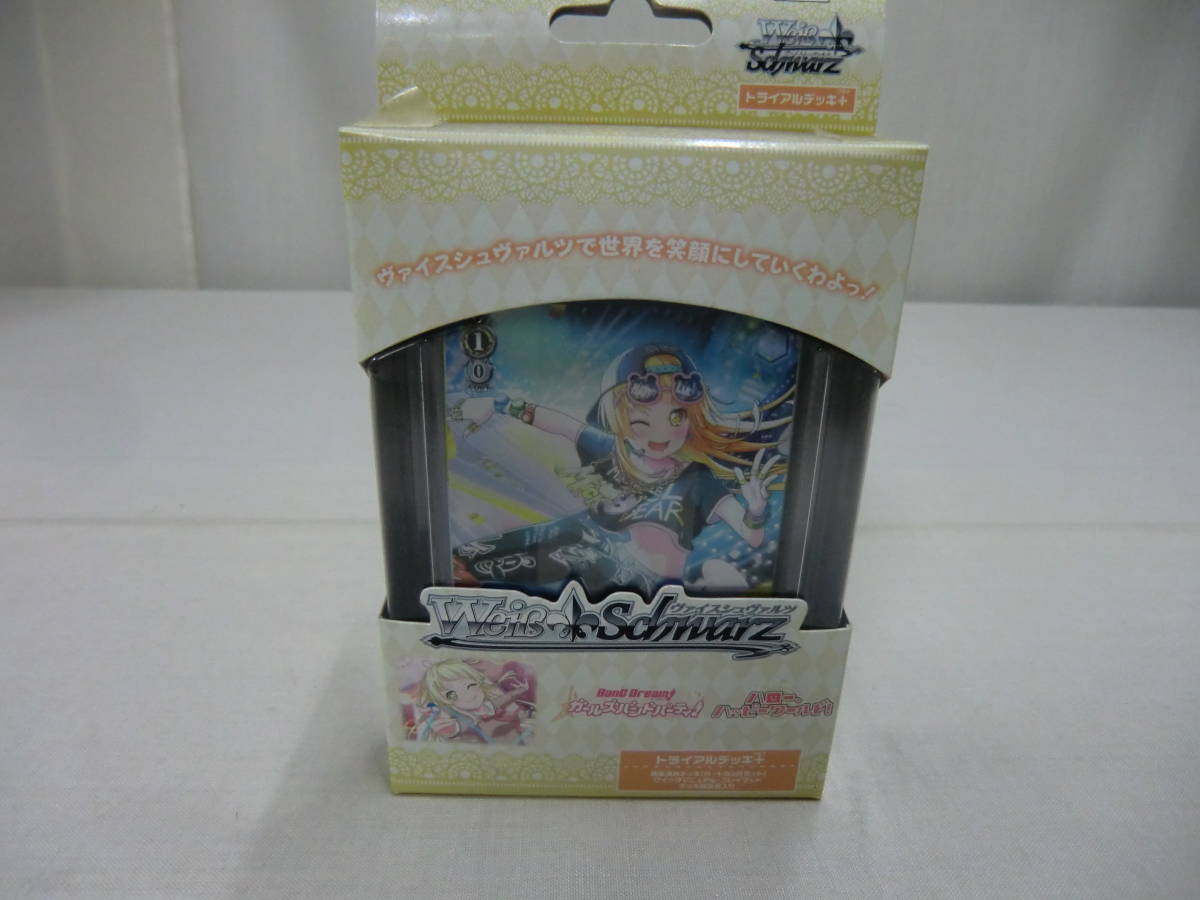 Weiß Schwarz
トライアルデッキ+
ヴァイスシュヴァルツで世界を笑顔にしていくわよっ!
1
0
BEAR
ヴァイスシュヴァルツ
Weiß Schwarz
BanG Dream!
ガールズバンドパーティ!
ハロー、
ハッピーワールド!
トライアルデッキ+